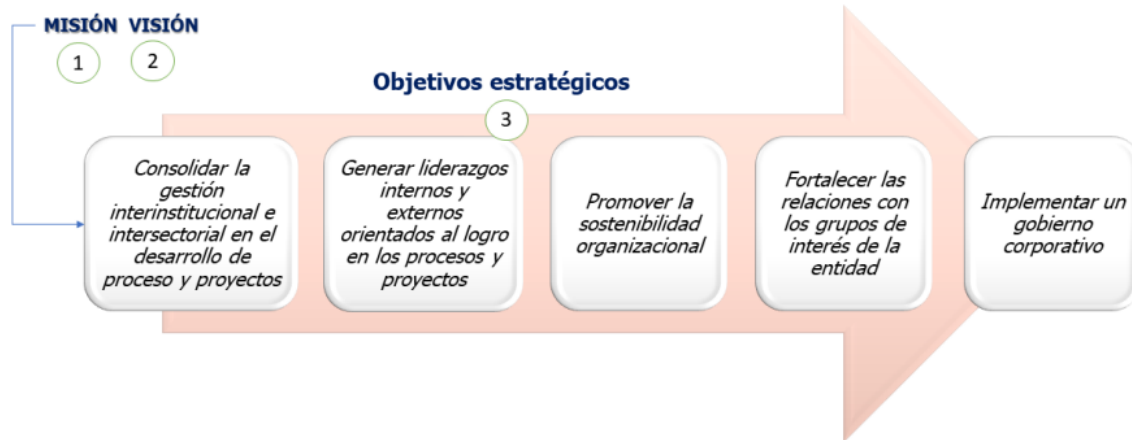 MISIÓN VISIÓN
1 2
Objetivos estratégicos
3
Consolidar la
gestión
interinstitucional e
intersectorial en el
desarrollo de
proceso y proyectos
Generar liderazgos
internos y
externos
orientados al logro
en los procesos y
proyectos
Promover la
sostenibilidad
organizacional
Fortalecer las
relaciones con
los grupos de
interés de la
entidad
Implementar un
gobierno
corporativo